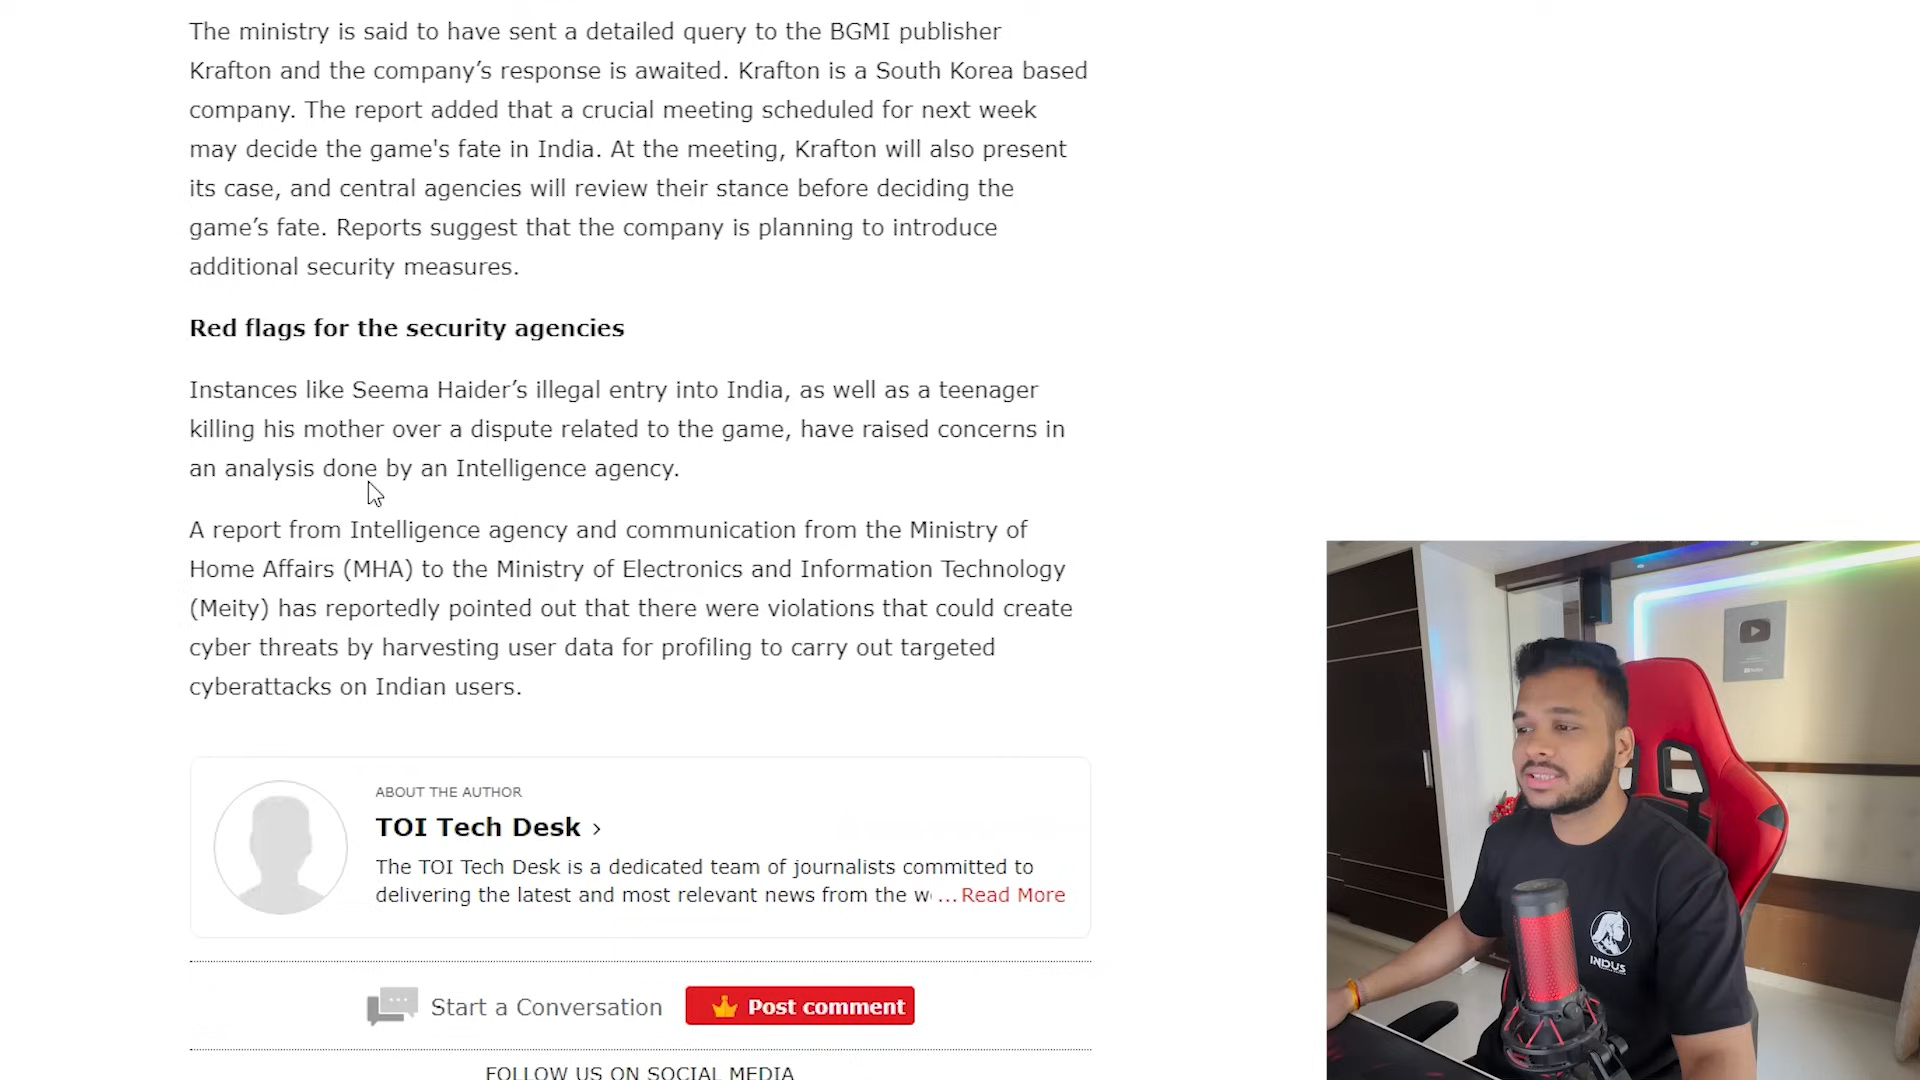 The ministry is said to have sent a detailed query to the BGMI publisher
Krafton and the company’s response is awaited. Krafton is a South Korea based
company. The report added that a crucial meeting scheduled for next week
may decide the game's fate in India. At the meeting, Krafton will also present
its case, and central agencies will review their stance before deciding the
game’s fate. Reports suggest that the company is planning to introduce
additional security measures.
Red flags for the security agencies
Instances like Seema Haider’s illegal entry into India, as well as a teenager
killing his mother over a dispute related to the game, have raised concerns in
an analysis done by an Intelligence agency.
A report from Intelligence agency and communication from the Ministry of
Home Affairs (MHA) to the Ministry of Electronics and Information Technology
(Meity) has reportedly pointed out that there were violations that could create
cyber threats by harvesting user data for profiling to carry out targeted
cyberattacks on Indian users.
ABOUT THE AUTHOR
TOI Tech Desk ›
The TOI Tech Desk is a dedicated team of journalists committed to
delivering the latest and most relevant news from the w ... Read More
Start a Conversation
Post comment
FOLLOW US ON SOCIAL MEDIA
INDUS